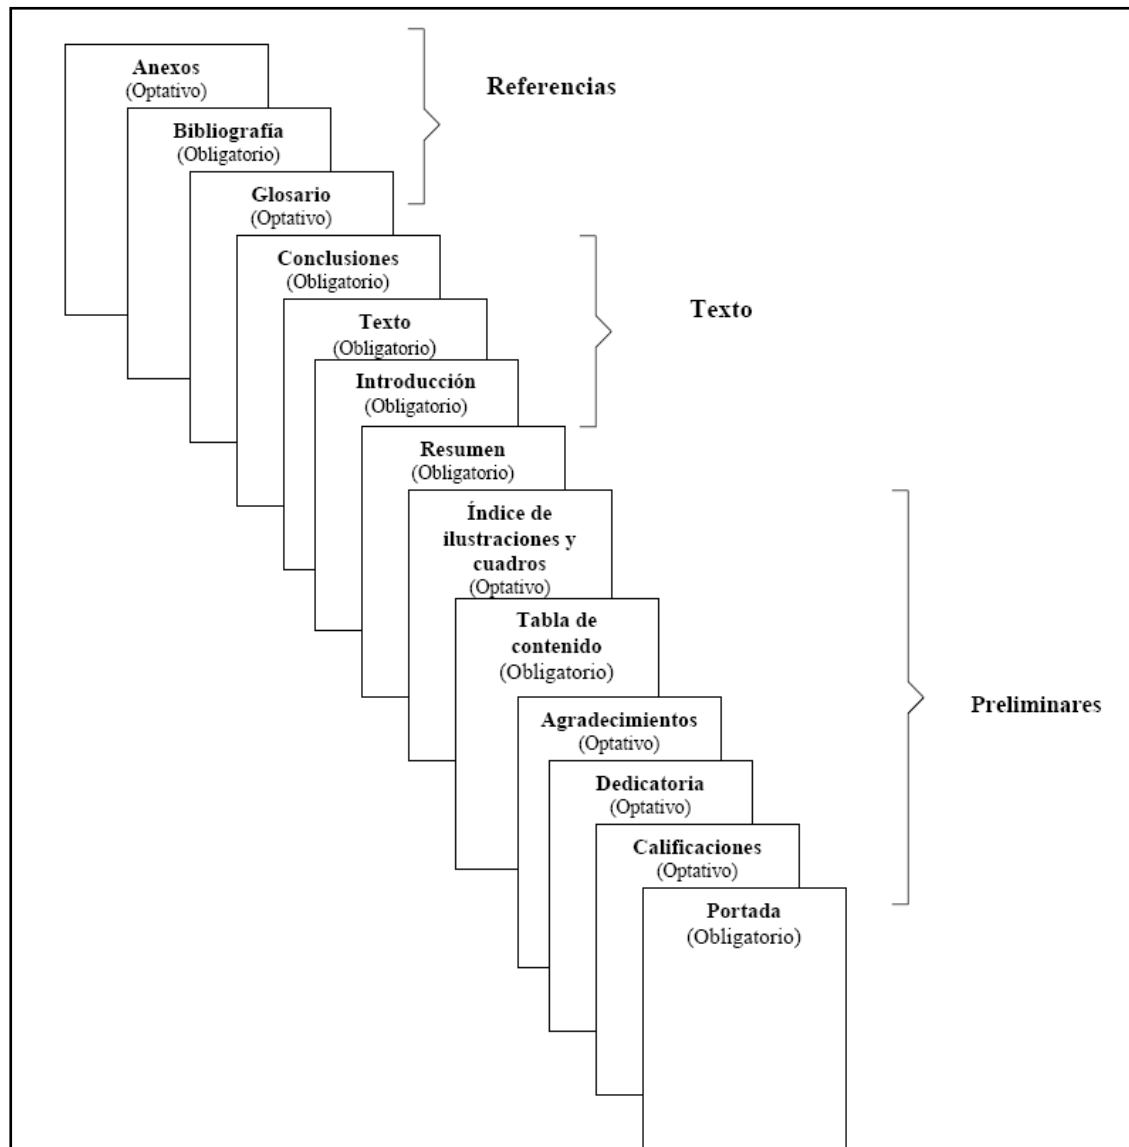 Anexos
(Optativo)
Referencias
Bibliografía
(Obligatorio)
Glosario
(Optativo)
Conclusiones
(Obligatorio)
Texto
Texto
(Obligatorio)
Introducción
(Obligatorio)
Resumen
(Obligatorio)
Índice de
ilustraciones y
cuadros
(Optativo)
Tabla de
contenido
(Obligatorio)
Preliminares
Agradecimientos
(Optativo)
Dedicatoria
(Optativo)
Calificaciones
(Optativo)
Portada
(Obligatorio)